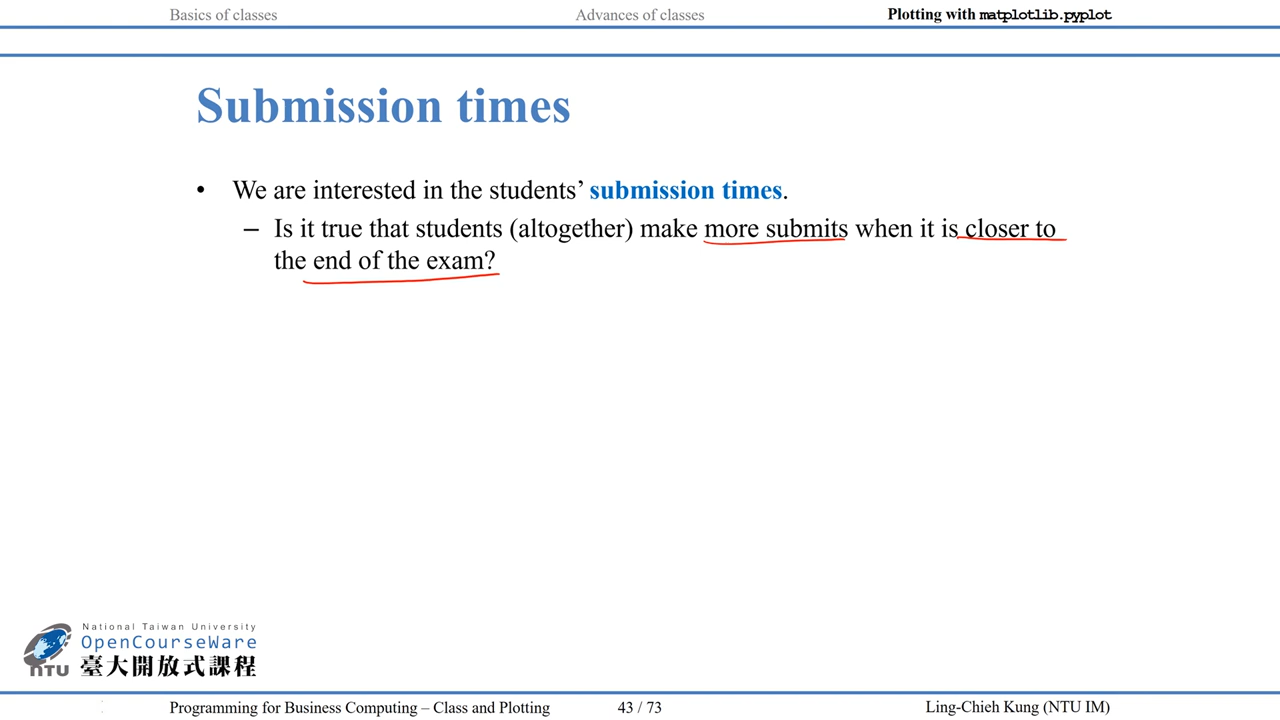 Basics of classes
Advances of classes
Plotting with matplotlib.pyplot
Submission times
• We are interested in the students’ submission times.
– Is it true that students (altogether) make more submits when it is closer to
the end of the exam?
National Taiwan University
OpenCourseWare
NTU 臺大開放式課程
Programming for Business Computing – Class and Plotting
43 / 73
Ling-Chieh Kung (NTU IM)